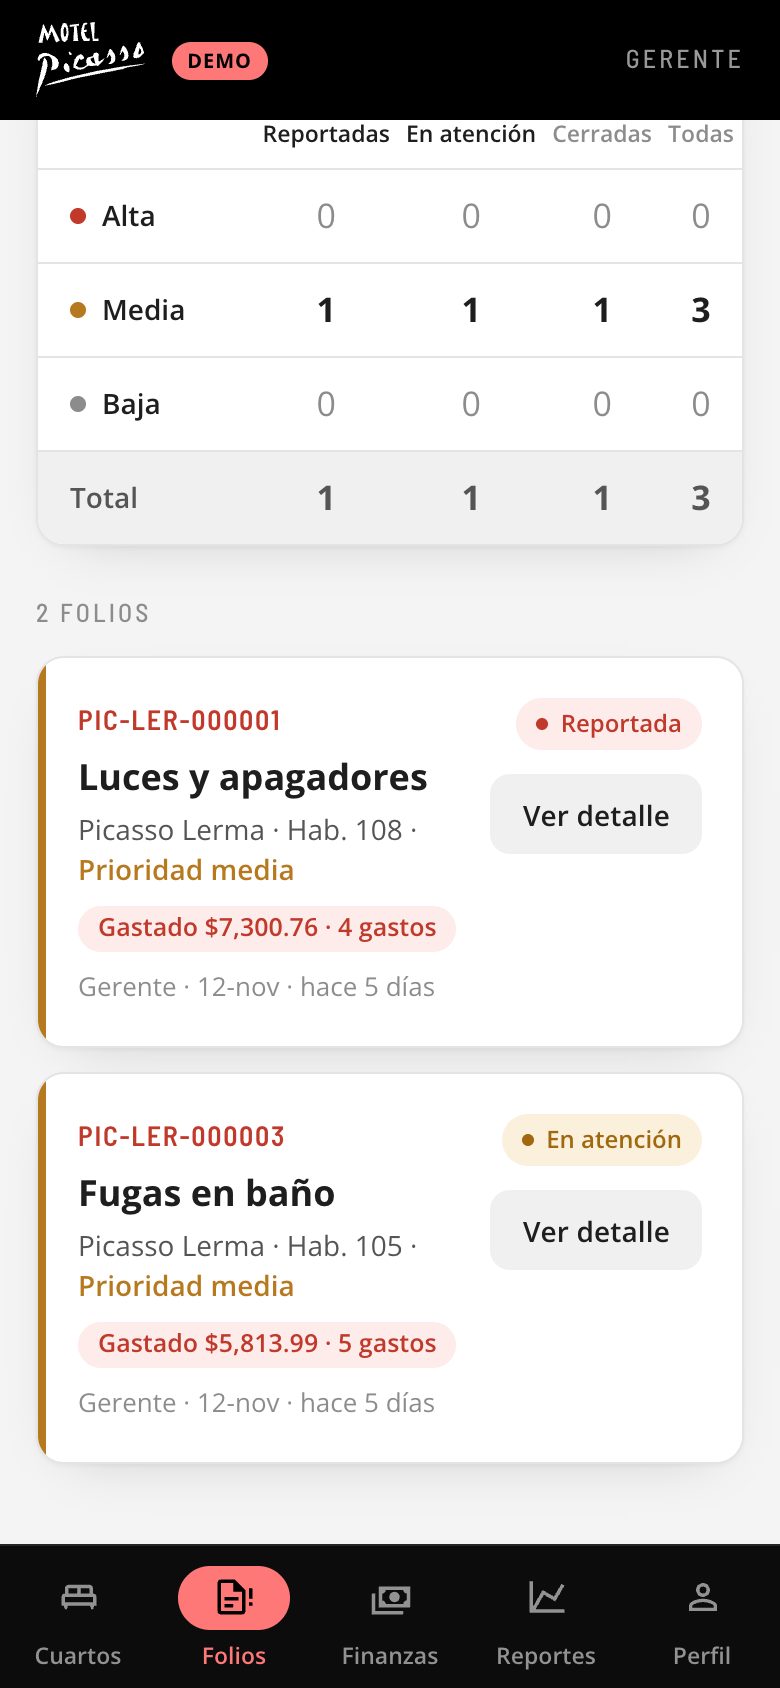 MOTEL
Picasso
DEMO
GERENTE
Reportadas En atención Cerradas Todas
Alta 0 0 0 0
Media 1 1 1 3
Baja 0 0 0 0
Total 1 1 1 3
2 FOLIOS
PIC-LER-000001
Reportada
Luces y apagadores
Ver detalle
Picasso Lerma · Hab. 108 ·
Prioridad media
Gastado $7,300.76 · 4 gastos
Gerente · 12-nov · hace 5 días
PIC-LER-000003
En atención
Fugas en baño
Ver detalle
Picasso Lerma · Hab. 105 ·
Prioridad media
Gastado $5,813.99 · 5 gastos
Gerente · 12-nov · hace 5 días
Cuartos Folios Finanzas Reportes Perfil